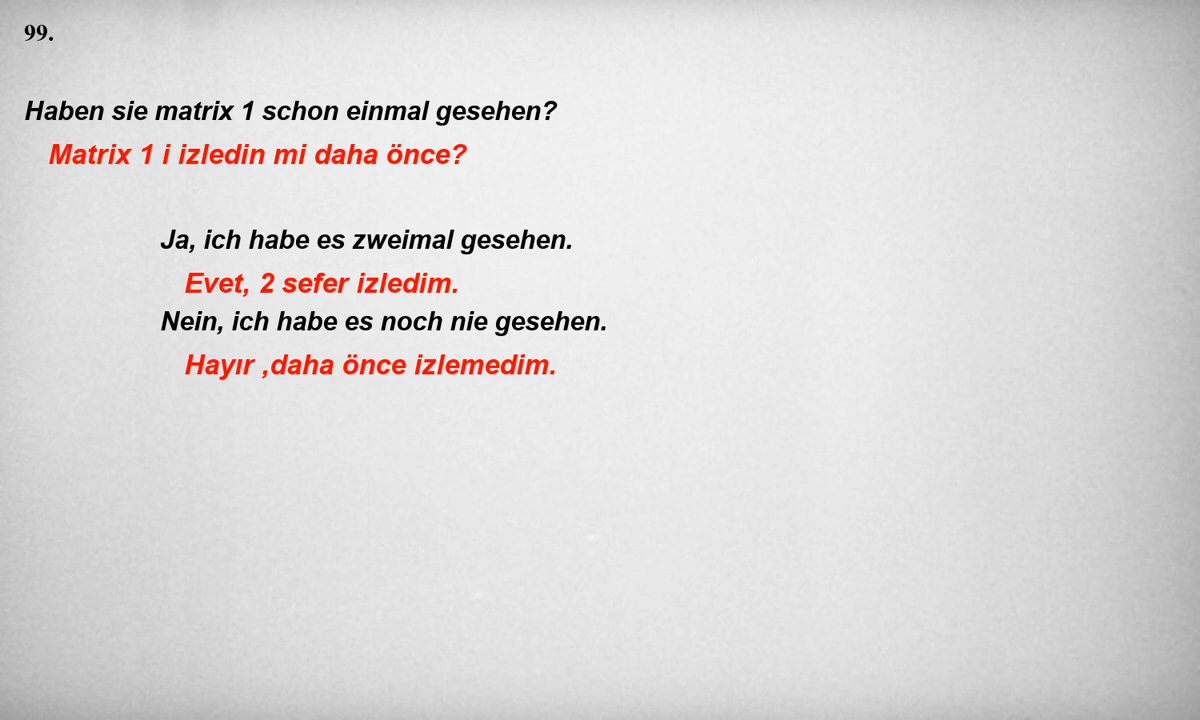 99.
Haben sie matrix 1 schon einmal gesehen?
Matrix 1 i izledin mi daha önce?
Ja, ich habe es zweimal gesehen.
Evet, 2 sefer izledim.
Nein, ich habe es noch nie gesehen.
Hayır ,daha önce izlemedim.